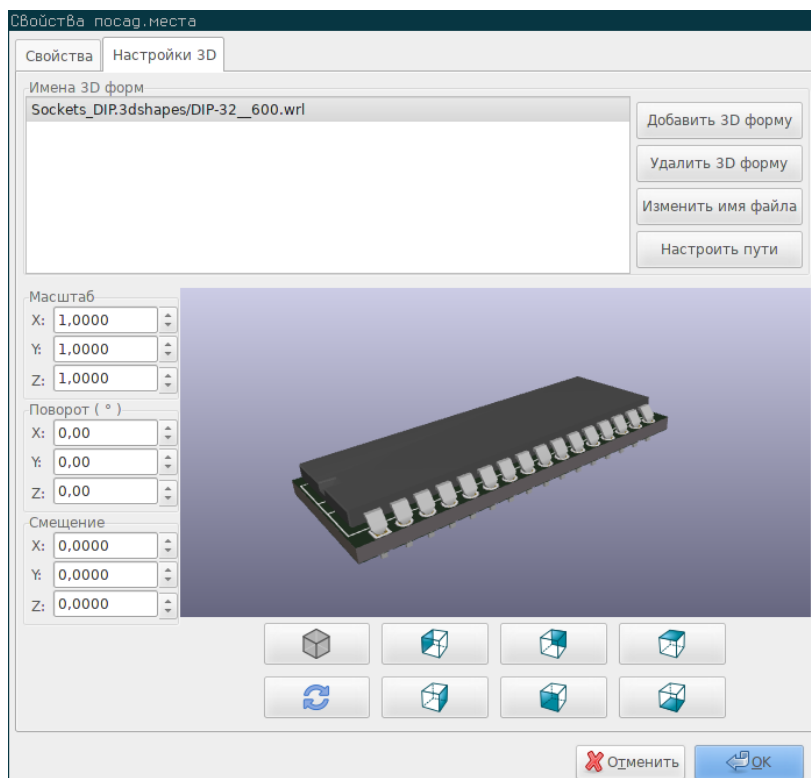 Свойства посад.места
Свойства
Настройки 3D
Имена 3D форм
Sockets_DIP.3dshapes/DIP-32__600.wrl
Добавить 3D форму
Удалить 3D форму
Изменить имя файла
Настроить пути
Масштаб
X: 1,0000
Y: 1,0000
Z: 1,0000
Поворот ( ° )
X: 0,00
Y: 0,00
Z: 0,00
Смещение
X: 0,0000
Y: 0,0000
Z: 0,0000
Отменить
OK